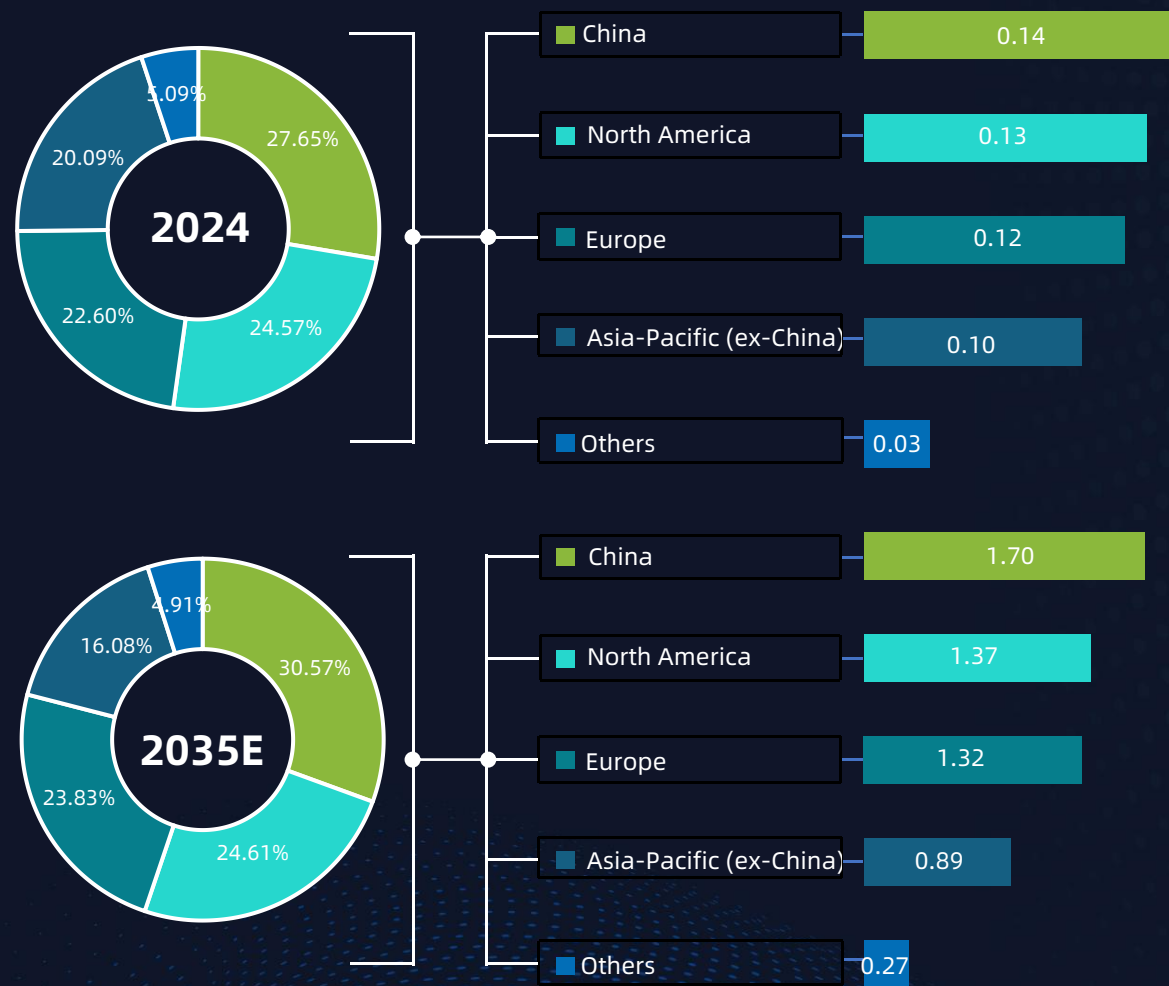 5.09%
27.65%
20.09%
2024
22.60%
24.57%
China
0.14
North America
0.13
Europe
0.12
Asia-Pacific (ex-China)
0.10
Others
0.03
4.91%
30.57%
16.08%
2035E
23.83%
24.61%
China
1.70
North America
1.37
Europe
1.32
Asia-Pacific (ex-China)
0.89
Others
0.27